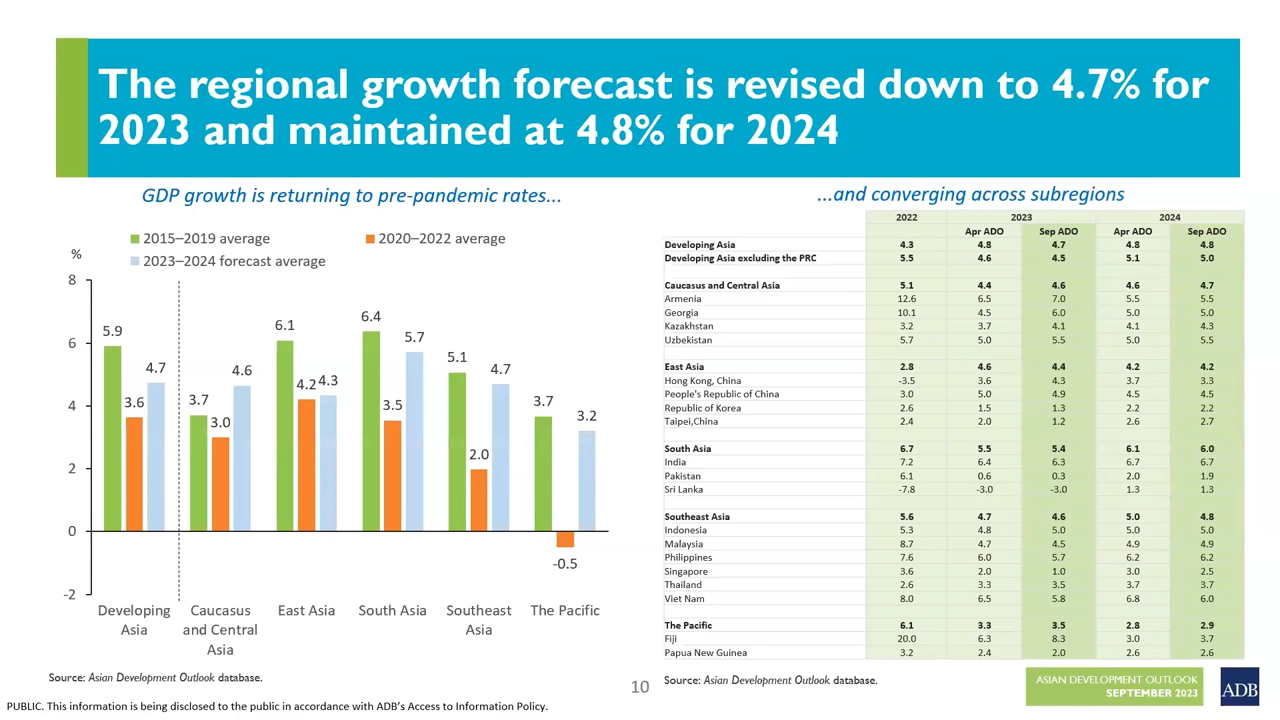 The regional growth forecast is revised down to 4.7% for
2023 and maintained at 4.8% for 2024
GDP growth is returning to pre-pandemic rates...
2015–2019 average
2020–2022 average
2023–2024 forecast average
%
8
6
4
2
0
-2
5.9
3.6
4.7
3.7
3.0
4.6
6.1
4.2
4.3
6.4
3.5
5.7
5.1
2.0
4.7
3.7
-0.5
3.2
Developing
Asia
Caucasus
and Central
Asia
East Asia
South Asia
Southeast
Asia
The Pacific
Source: Asian Development Outlook database.
...and converging across subregions
2022 2023 2024
Apr ADO Sep ADO Apr ADO Sep ADO
Developing Asia 4.3 4.8 4.7 4.8 4.8
Developing Asia excluding the PRC 5.5 4.6 4.5 5.1 5.0
Caucasus and Central Asia 5.1 4.4 4.6 4.6 4.7
Armenia 12.6 6.5 7.0 5.5 5.5
Georgia 10.1 4.5 6.0 5.0 5.0
Kazakhstan 3.2 3.7 4.1 4.1 4.3
Uzbekistan 5.7 5.0 5.5 5.0 5.5
East Asia 2.8 4.6 4.4 4.2 4.2
Hong Kong, China -3.5 3.6 4.3 3.7 3.3
People's Republic of China 3.0 5.0 4.9 4.5 4.5
Republic of Korea 2.6 1.5 1.3 2.2 2.2
Taipei,China 2.4 2.0 1.2 2.6 2.7
South Asia 6.7 5.5 5.4 6.1 6.0
India 7.2 6.4 6.3 6.7 6.7
Pakistan 6.1 0.6 0.3 2.0 1.9
Sri Lanka -7.8 -3.0 -3.0 1.3 1.3
Southeast Asia 5.6 4.7 4.6 5.0 4.8
Indonesia 5.3 4.8 5.0 5.0 5.0
Malaysia 8.7 4.7 4.5 4.9 4.9
Philippines 7.6 6.0 5.7 6.2 6.2
Singapore 3.6 2.0 1.0 3.0 2.5
Thailand 2.6 3.3 3.5 3.7 3.7
Viet Nam 8.0 6.5 5.8 6.8 6.0
The Pacific 6.1 3.3 3.5 2.8 2.9
Fiji 20.0 6.3 8.3 3.0 3.7
Papua New Guinea 3.2 2.4 2.0 2.6 2.6
Source: Asian Development Outlook database.
10
ASIAN DEVELOPMENT OUTLOOK
SEPTEMBER 2023
ADB
PUBLIC. This information is being disclosed to the public in accordance with ADB's Access to Information Policy.